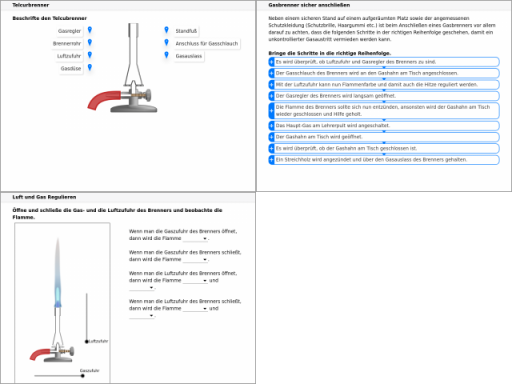 Telcurbrenner
Beschrifte den Telcurbrenner
Gasregler
Brennerrohr
Luftzufuhr
Gasdüse
Standfuß
Anschluss für Gasschlauch
Gasauslass
Gasbrenner sicher anschließen
Neben einem sicheren Stand auf einem aufgeräumten Platz sowie der angemessenen
Schutzkleidung (Schutzbrille, Haargummi etc.) ist beim Anschließen eines Gasbrenners vor allem
darauf zu achten, dass die folgenden Schritte in der richtigen Reihenfolge geschehen, damit ein
unkontrollierter Gasaustritt vermieden werden kann.
Bringe die Schritte in die richtige Reihenfolge.
Es wird überprüft, ob Luftzufuhr und Gasregler des Brenners zu sind.
Der Gasschlauch des Brenners wird an den Gashahn am Tisch angeschlossen.
Mit der Luftzufuhr kann nun Flammenfarbe und damit auch die Hitze reguliert werden.
Der Gasregler des Brenners wird langsam geöffnet.
Die Flamme des Brenners sollte sich nun entzünden, ansonsten wird der Gashahn am Tisch
wieder geschlossen und Hilfe geholt.
Das Haupt-Gas am Lehrerpult wird angeschaltet.
Der Gashahn am Tisch wird geöffnet.
Es wird überprüft, ob der Gashahn am Tisch geschlossen ist.
Ein Streichholz wird angezündet und über den Gasauslass des Brenners gehalten.
Luft und Gas Regulieren
Öffne und schließe die Gas- und die Luftzufuhr des Brenners und beobachte die
Flamme.
Wenn man die Gaszufuhr des Brenners öffnet,
dann wird die Flamme
Wenn man die Gaszufuhr des Brenners schließt,
dann wird die Flamme
Wenn man die Luftzufuhr des Brenners öffnet,
dann wird die Flamme und
Wenn man die Luftzufuhr des Brenners schließt,
dann wird die Flamme und
Luftzufuhr
Gaszufuhr